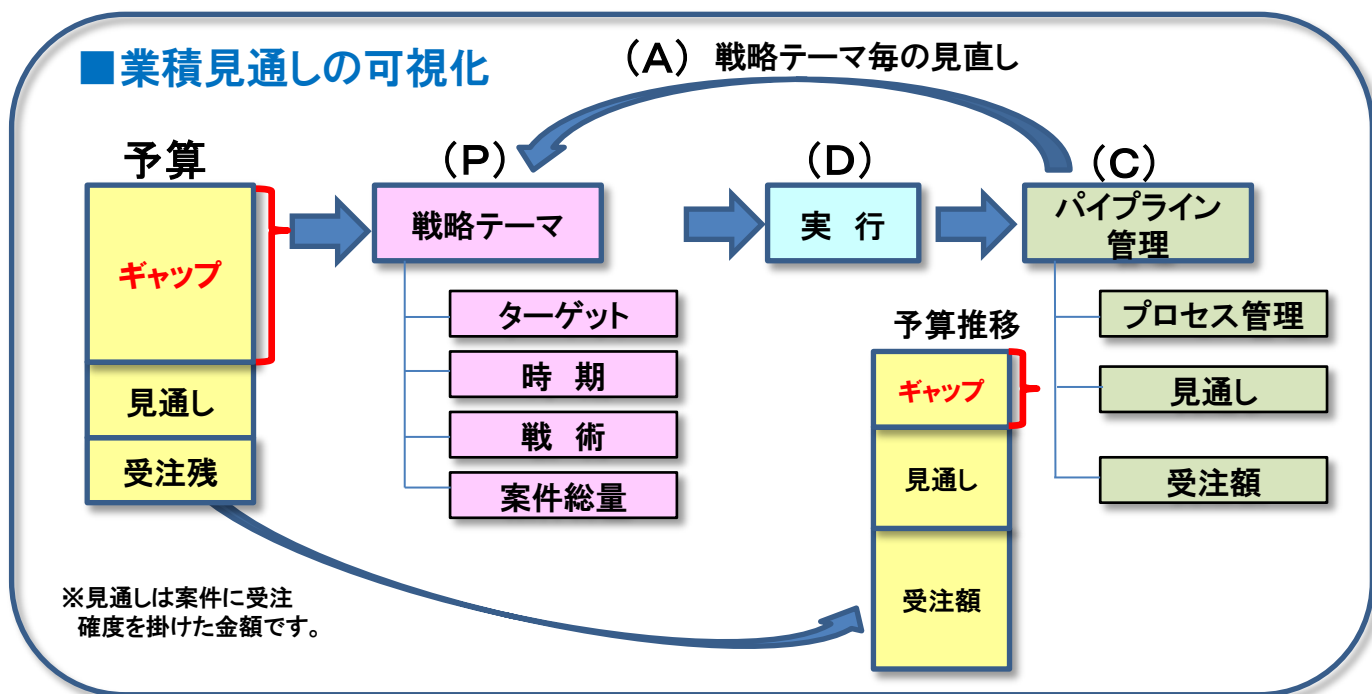 ■業績見通しの可視化
（A） 戦略テーマ毎の見直し
予算
（P）
（D）
（C）
ギャップ
見通し
受注残
戦略テーマ
ターゲット
時　期
戦　術
案件総量
実　行
パイプライン
管理
プロセス管理
見通し
受注額
予算推移
ギャップ
見通し
受注額
※見通しは案件に受注
確度を掛けた金額です。